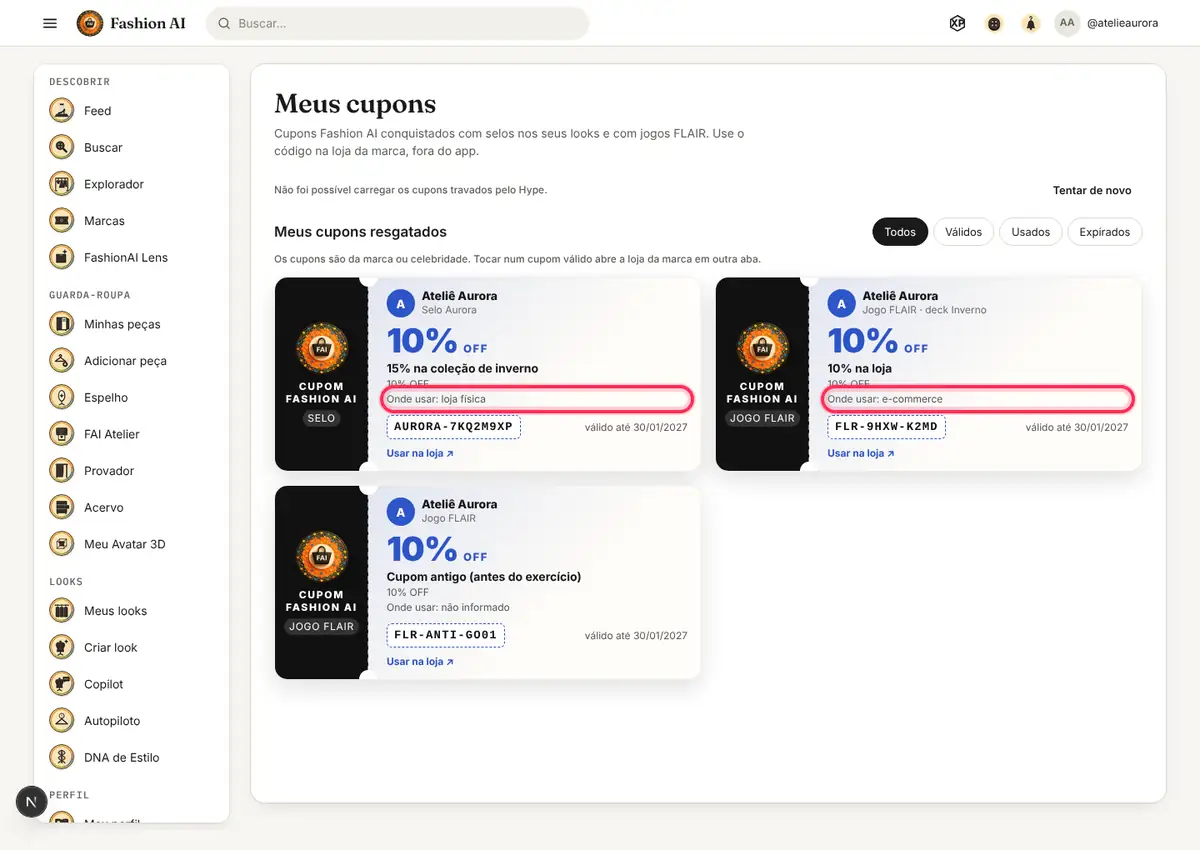 Fashion AI
Buscar...
XP
AA
@atelieaurora
DESCOBRIR
Feed
Buscar
Explorador
Marcas
FashionAI Lens
GUARDA-ROUPA
Minhas peças
Adicionar peça
Espelho
FAI Atelier
Provador
Acervo
Meu Avatar 3D
LOOKS
Meus looks
Criar look
Copilot
Autopiloto
DNA de Estilo
PERFIL
Meu perfil
N
Meus cupons
Cupons Fashion AI conquistados com selos nos seus looks e com jogos FLAIR. Use o
código na loja da marca, fora do app.
Não foi possível carregar os cupons travados pelo Hype.
Tentar de novo
Meus cupons resgatados
Todos
Válidos
Usados
Expirados
Os cupons são da marca ou celebridade. Tocar num cupom válido abre a loja da marca em outra aba.
FAI
CUPOM
FASHION AI
SELO
A
Ateliê Aurora
Selo Aurora
10% OFF
15% na coleção de inverno
10% OFF
Onde usar: loja física
AURORA-7KQ2M9XP
válido até 30/01/2027
Usar na loja ↗
FAI
CUPOM
FASHION AI
JOGO FLAIR
A
Ateliê Aurora
Jogo FLAIR · deck Inverno
10% OFF
10% na loja
10% OFF
Onde usar: e-commerce
FLR-9HXW-K2MD
válido até 30/01/2027
Usar na loja ↗
FAI
CUPOM
FASHION AI
JOGO FLAIR
A
Ateliê Aurora
Jogo FLAIR
10% OFF
Cupom antigo (antes do exercício)
10% OFF
Onde usar: não informado
FLR-ANTI-GO01
válido até 30/01/2027
Usar na loja ↗